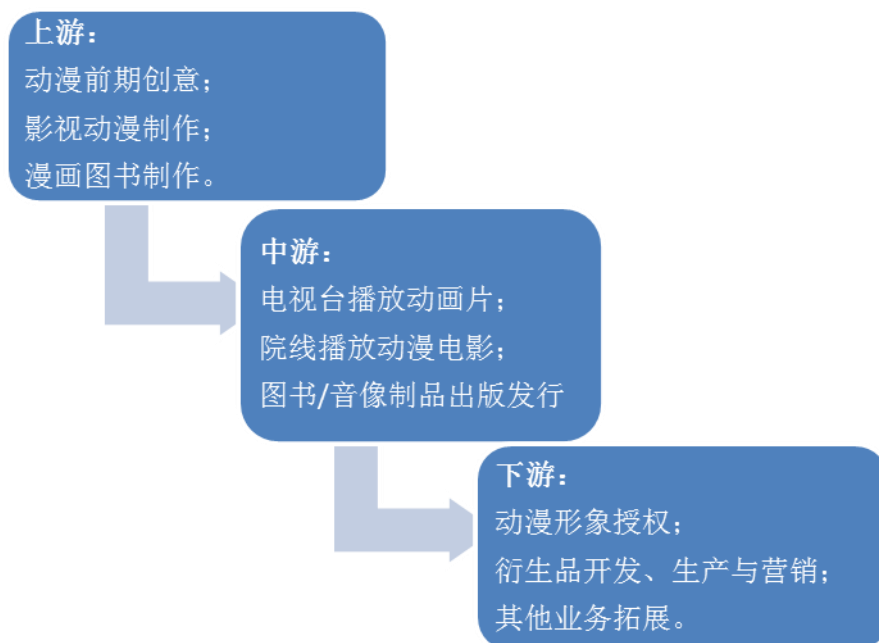 上游：
动漫前期创意；
影视动漫制作；
漫画图书制作。
中游：
电视台播放动画片；
院线播放动漫电影；
图书/音像制品出版发行
下游：
动漫形象授权；
衍生品开发、生产与营销；
其他业务拓展。